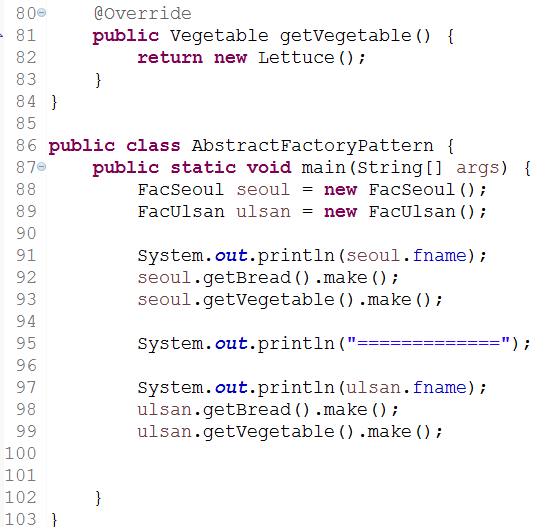 80 @Override
81 public Vegetable getVegetable() {
82 return new Lettuce();
83 }
84 }
85
86 public class AbstractFactoryPattern {
87 public static void main(String[] args) {
88 FacSeoul seoul = new FacSeoul();
89 FacUlsan ulsan = new FacUlsan();
90
91 System.out.println(seoul.fname);
92 seoul.getBread().make();
93 seoul.getVegetable().make();
94
95 System.out.println("=============");
96
97 System.out.println(ulsan.fname);
98 ulsan.getBread().make();
99 ulsan.getVegetable().make();
100
101
102 }
103 }